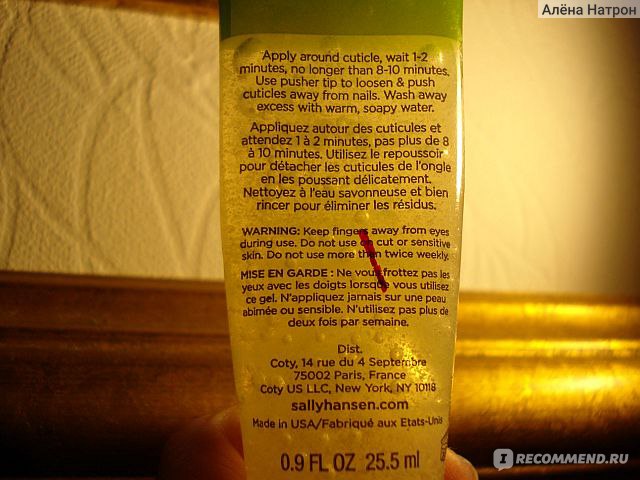 Алёна Натрон
Apply around cuticle, wait 1-2
minutes, no longer than 8-10 minutes.
Use pusher tip to loosen & push
cuticles away from nails. Wash away
excess with warm, soapy water.
Appliquez autour des cuticules et
attendez 1 à 2 minutes, pas plus de 8
à 10 minutes. Utilisez le repoussoir
pour détacher les cuticules de l'ongle
en les poussant délicatement.
Nettoyez à l'eau savonneuse et bien
rincer pour éliminer les résidus.
WARNING: Keep fingers away from eyes
during use. Do not use on cut or sensitive
skin. Do not use more than twice weekly.
MISE EN GARDE : Ne vous frottez pas les
yeux avec les doigts lorsque vous utilisez
ce gel. N'appliquez jamais sur une peau
abimée ou sensible. N'utilisez pas plus de
deux fois par semaine.
Dist.
Coty, 14 rue du 4 Septembre
75002 Paris, France
Coty US LLC, New York, NY 10118
sallyhansen.com
Made in USA/Fabriqué aux Etats-Unis
0.9 FL OZ 25.5 ml
I RECOMMEND.RU